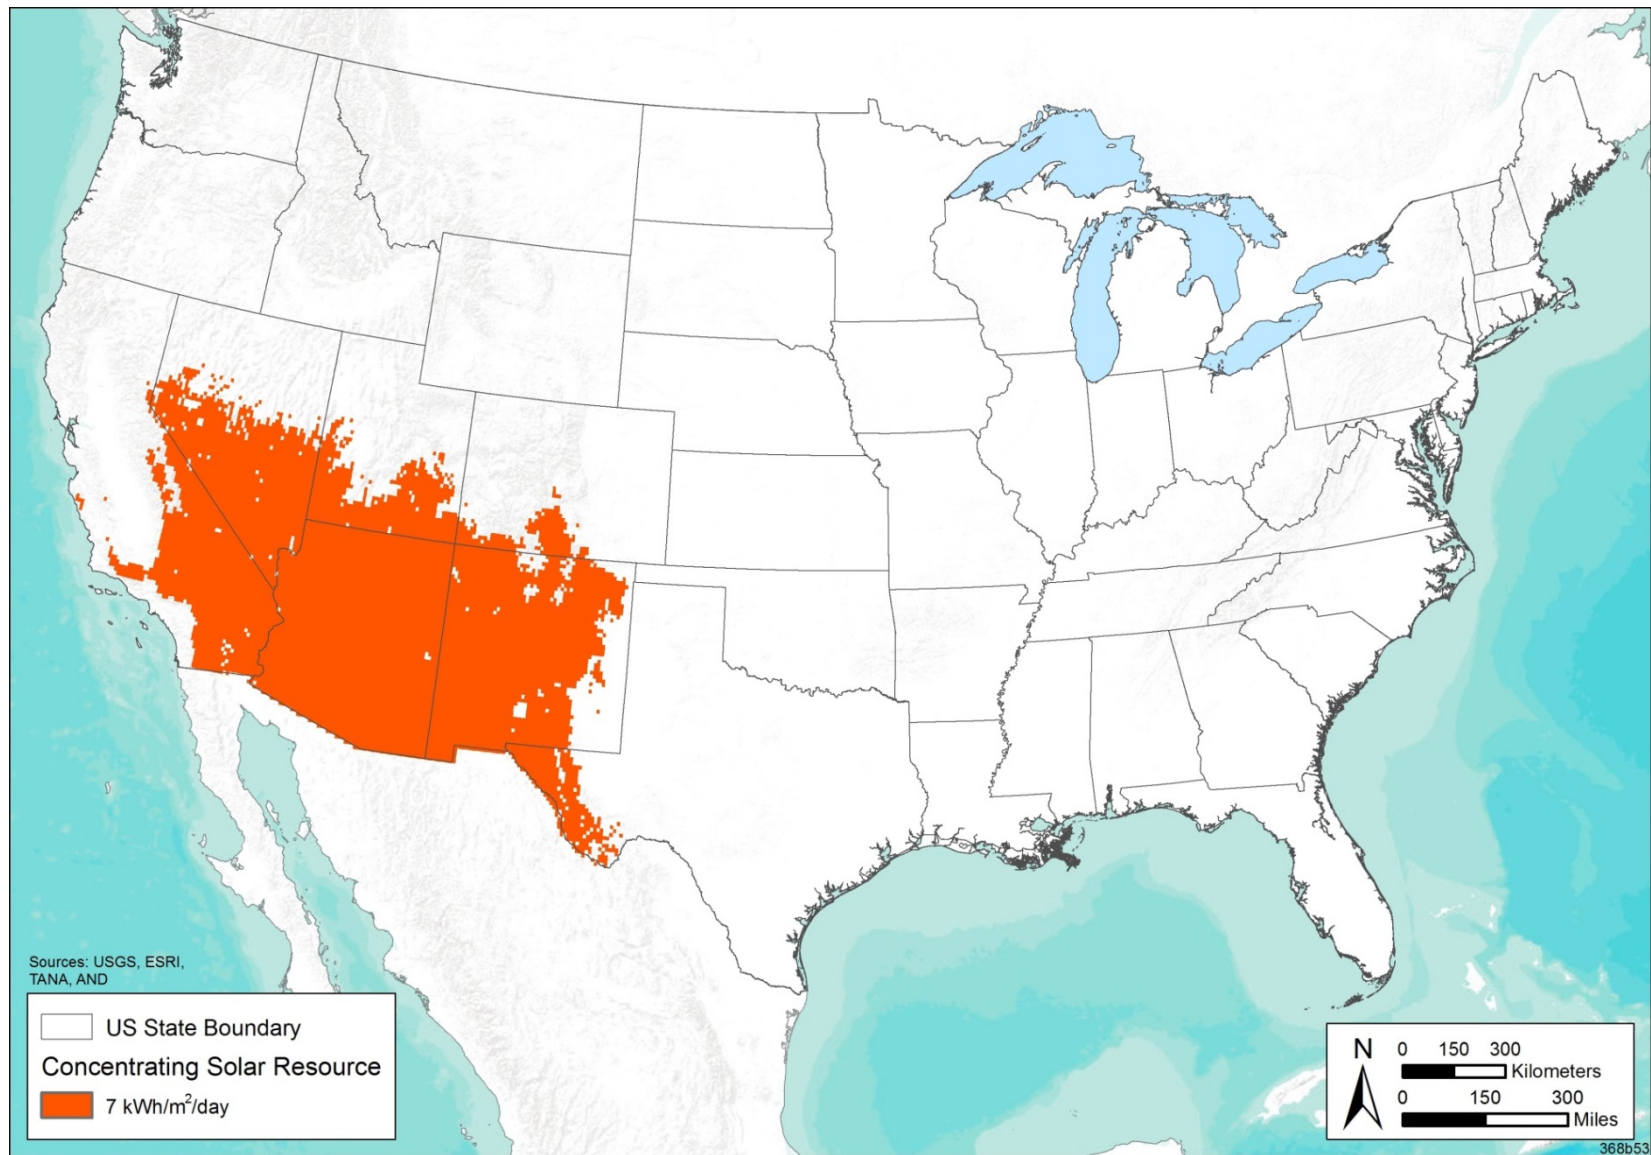 Sources: USGS, ESRI,
TANA, AND
US State Boundary
Concentrating Solar Resource
7 kWh/m²/day
N
0 150 300
Kilometers
0 150 300
Miles
368b53